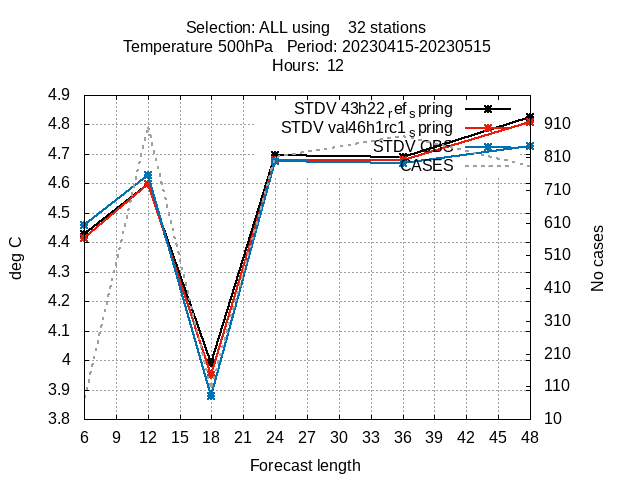 Selection: ALL using 32 stations
Temperature 500hPa Period: 20230415-20230515
Hours: 12
4.9
4.8
4.7
4.6
4.5
4.4
4.3
4.2
4.1
4
3.9
3.8
deg C
STDV 43h22_ref_spring
STDV val46h1rc1_spring
STDV OBS
CASES
910
810
710
610
510
410
310
210
110
10
No cases
6 9 12 15 18 21 24 27 30 33 36 39 42 45 48
Forecast length